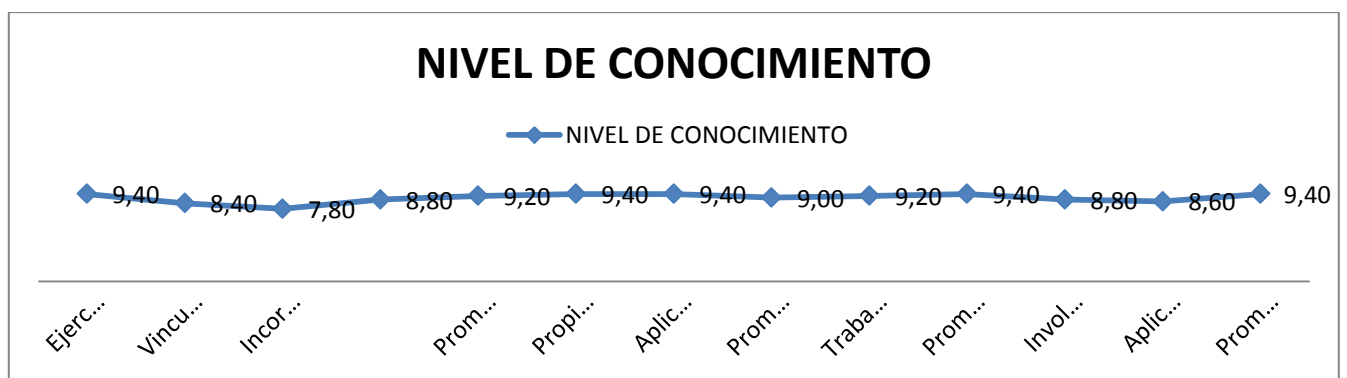 NIVEL DE CONOCIMIENTO
NIVEL DE CONOCIMIENTO
9,40 8,40 7,80 8,80 9,20 9,40 9,40 9,00 9,20 9,40 8,80 8,60 9,40
Ejerc... Vincu... Incor... Prom... Propi... Aplic... Prom... Traba... Prom... Invol... Aplic... Prom...